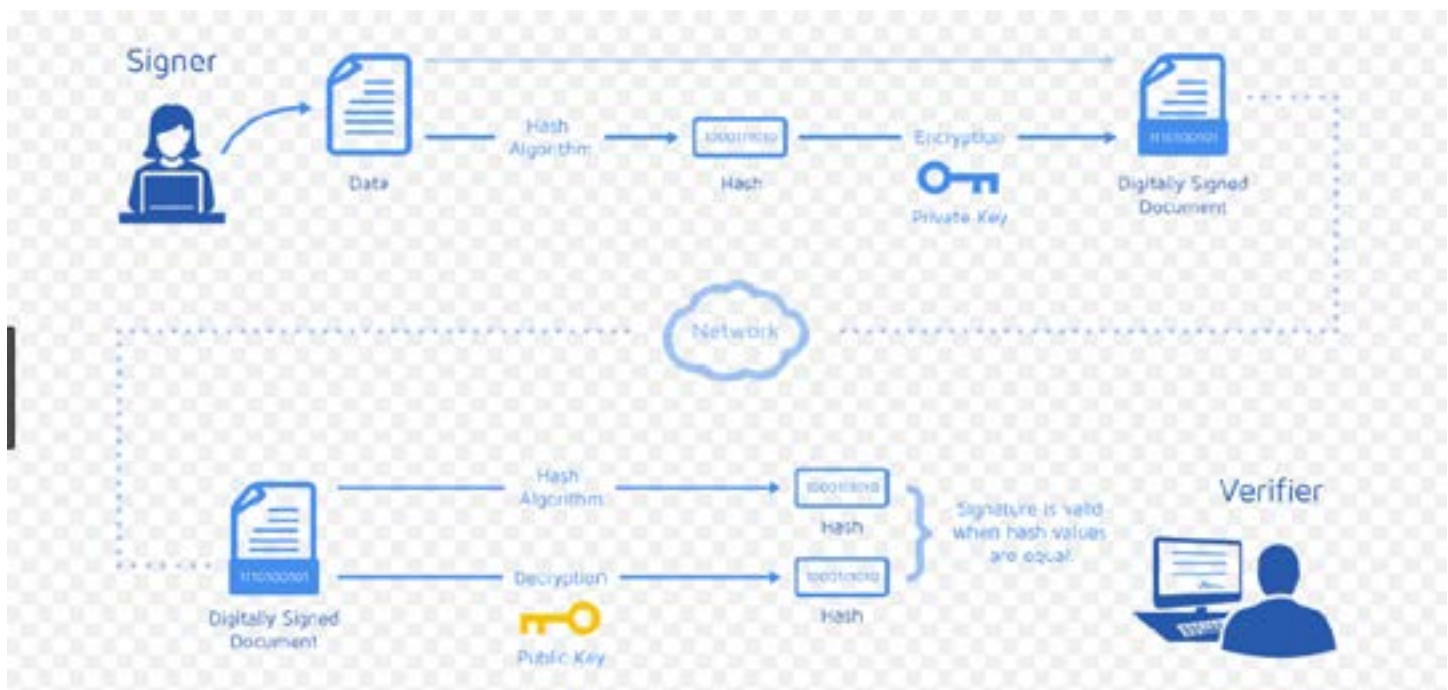 Signer
Hash
Algorithm
Encryption
Data
Hash
Private Key
Digitally Signed
Document
Network
Hash
Algorithm
Hash
Verifier
Signature is valid
when hash values
are equal.
Decryption
Hash
Digitally Signed
Document
Public Key